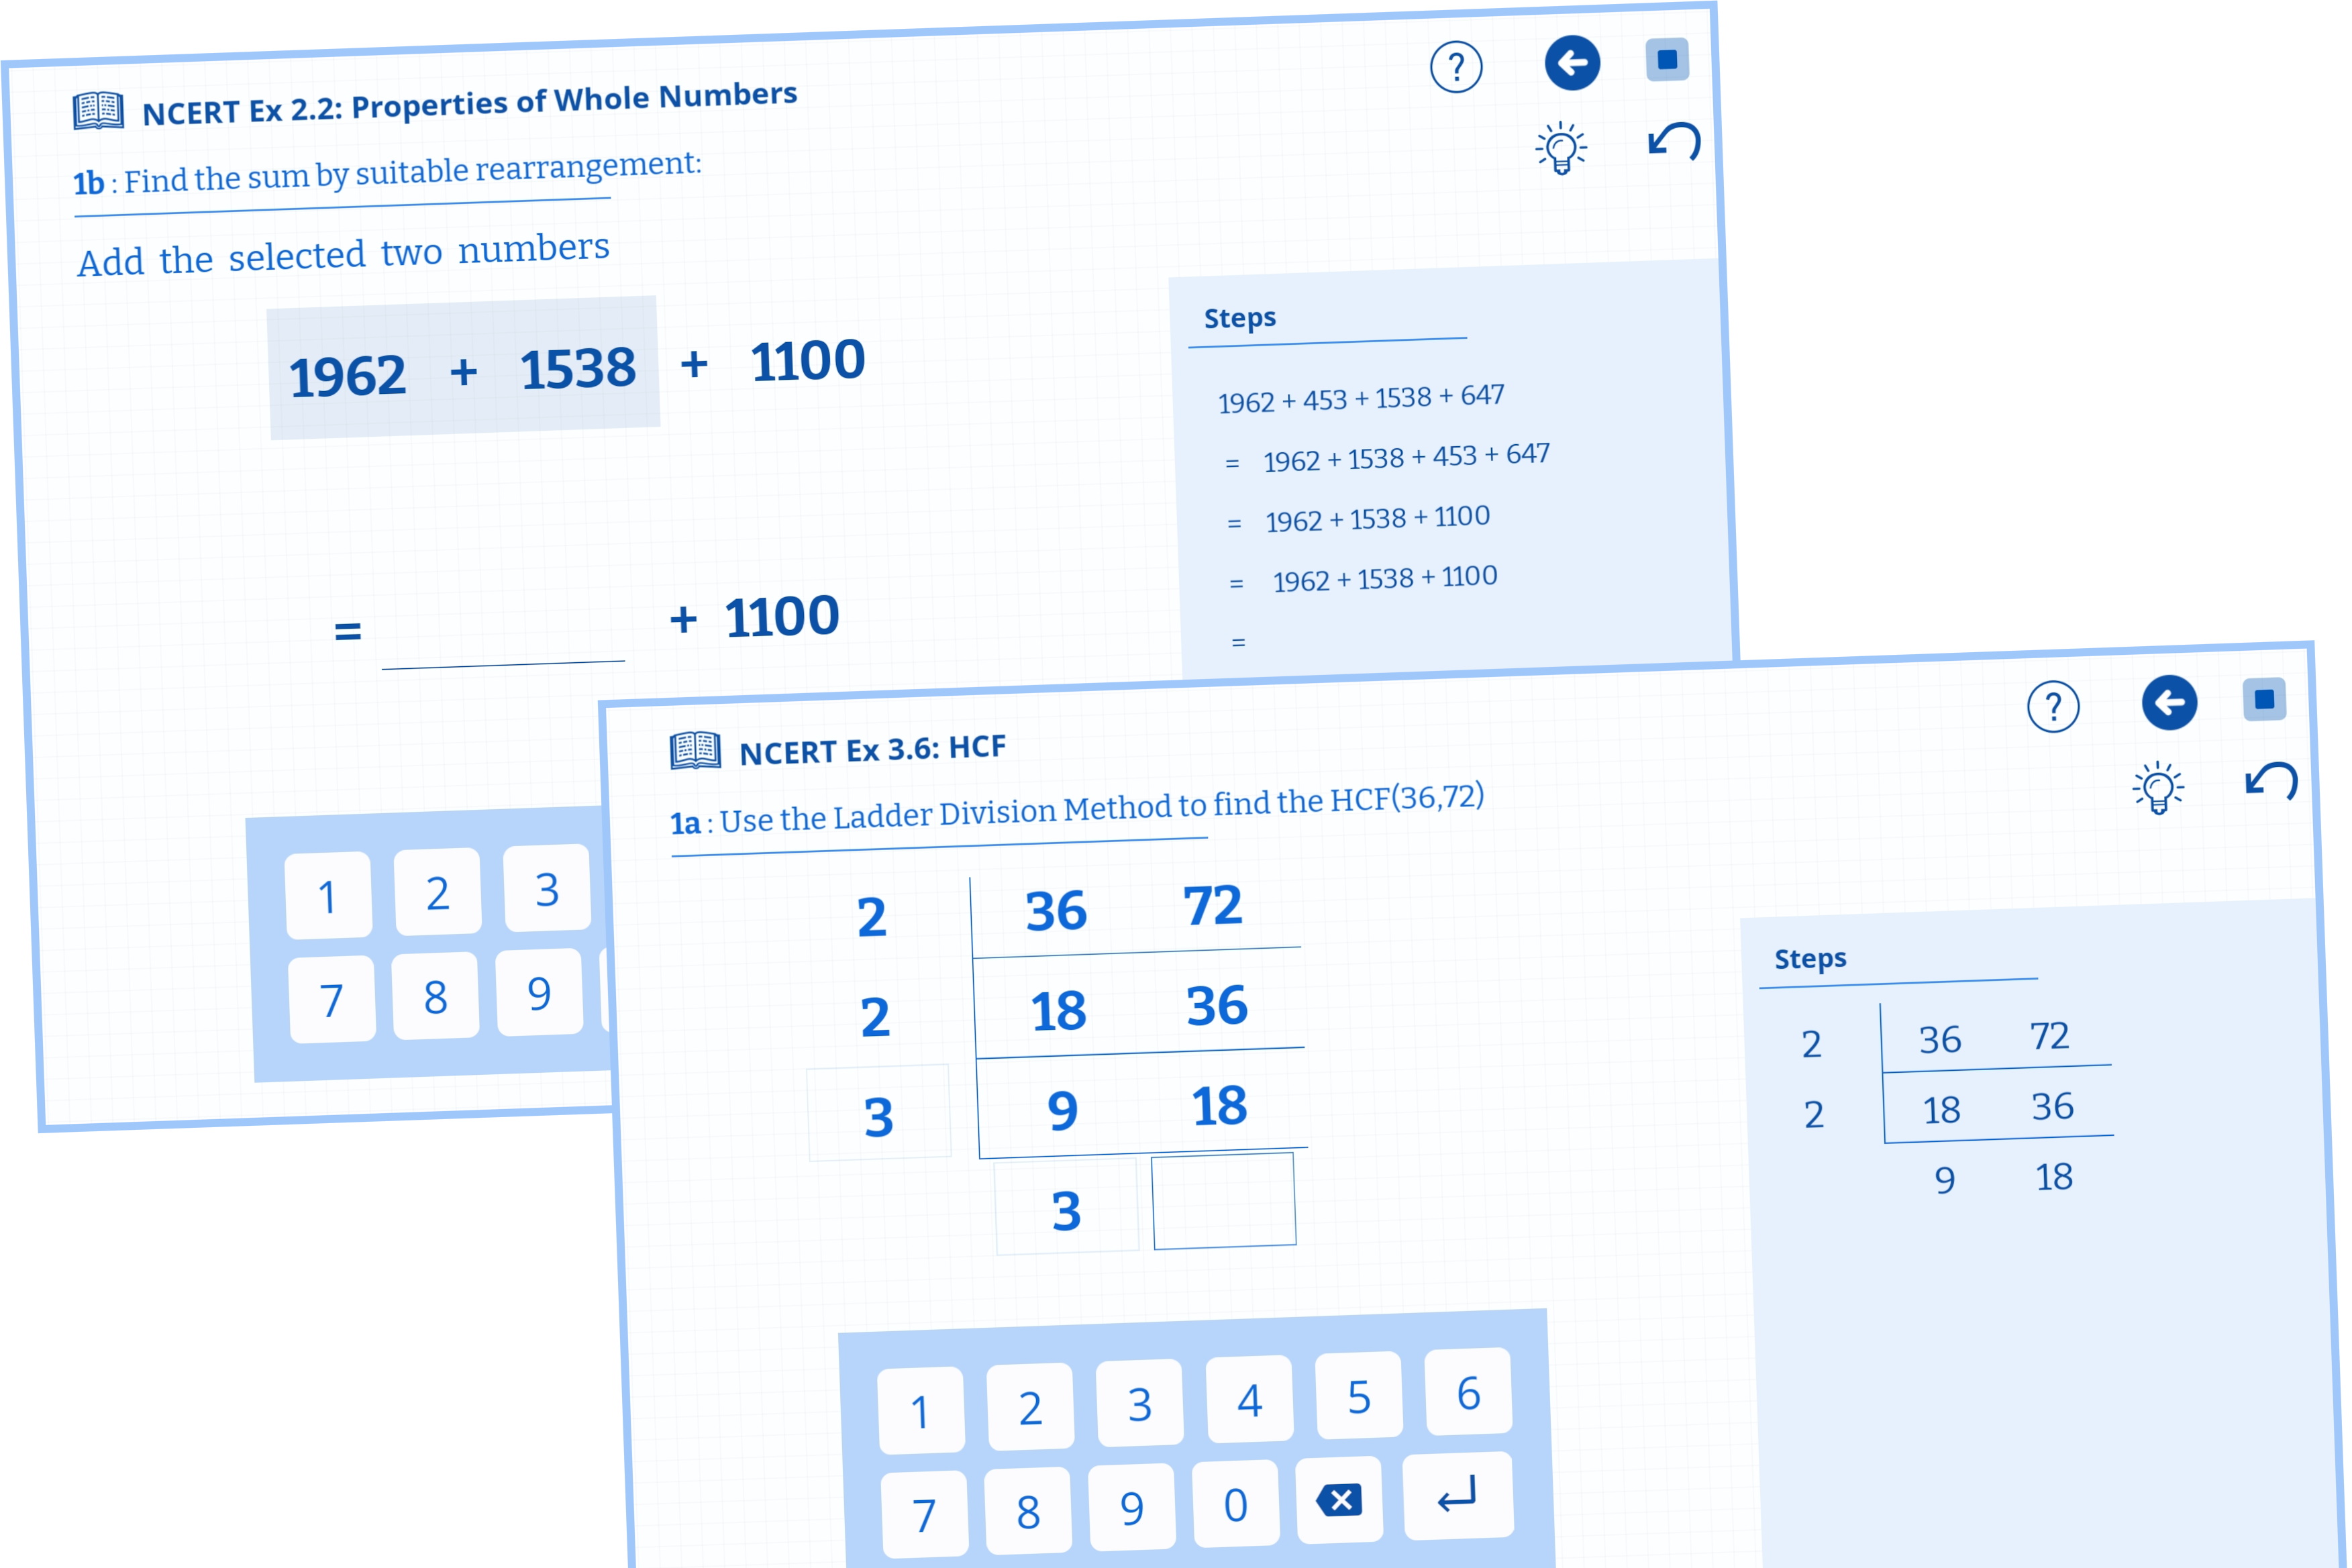 NCERT Ex 2.2: Properties of Whole Numbers
?
1b : Find the sum by suitable rearrangement:
Add the selected two numbers
1962 + 1538 + 1100
= + 1100
Steps
1962 + 453 + 1538 + 647
= 1962 + 1538 + 453 + 647
= 1962 + 1538 + 1100
= 1962 + 1538 + 1100
=
1 2 3
7 8 9
NCERT Ex 3.6: HCF
?
1a : Use the Ladder Division Method to find the HCF(36,72)
2 36 72
2 18 36
3 9 18
3
Steps
2 36 72
2 18 36
9 18
1 2 3 4 5 6
7 8 9 0